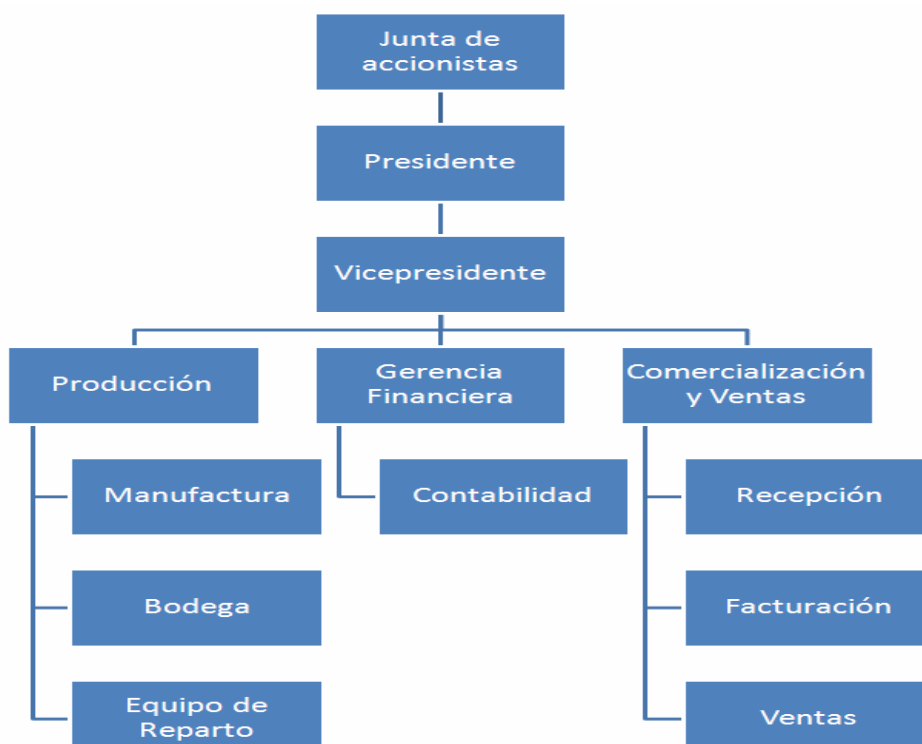 Junta de
accionistas
Presidente
Vicepresidente
Producción
Gerencia
Financiera
Comercialización
y Ventas
Manufactura
Contabilidad
Recepción
Bodega
Facturación
Equipo de
Reparto
Ventas